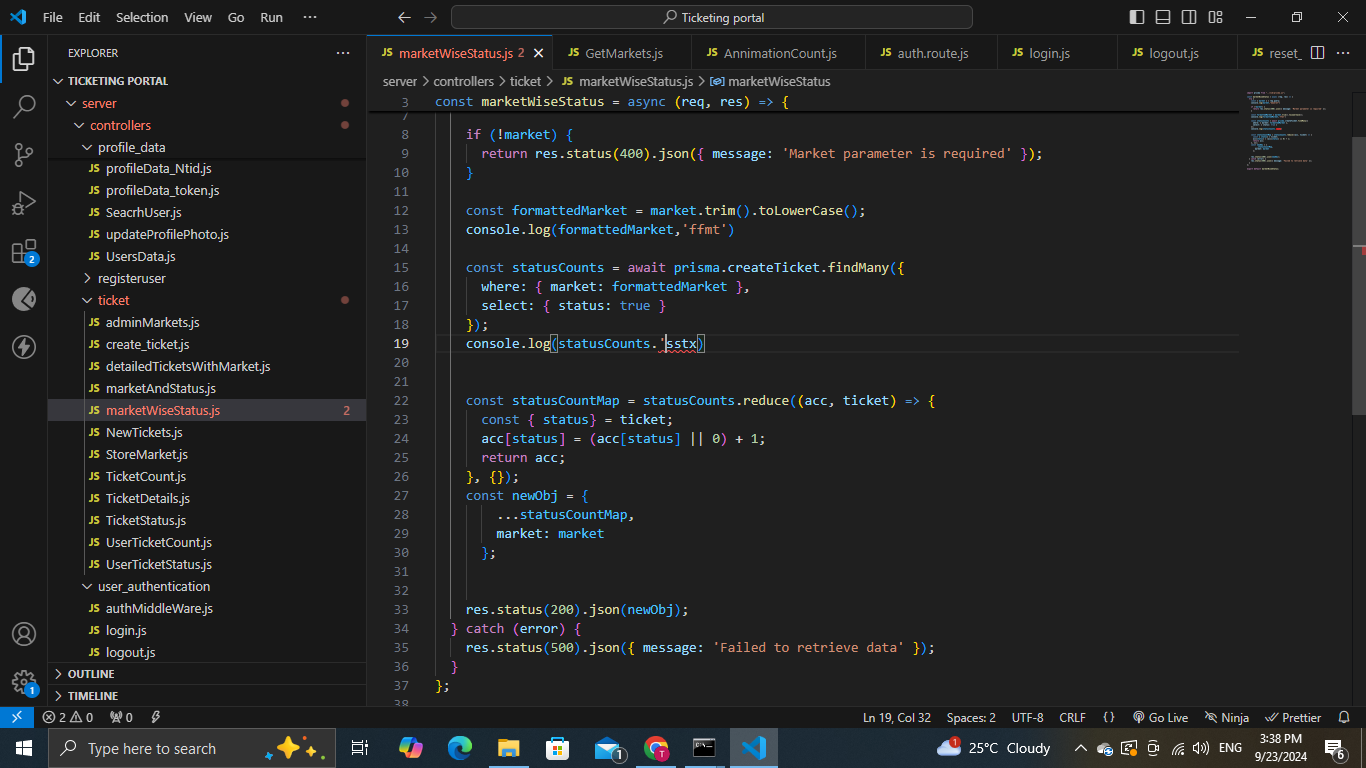 File Edit Selection View Go Run ··· Ticketing portal
EXPLORER ···
TICKETING PORTAL
server
controllers
profile_data
JS profileData_Ntid.js
JS profileData_token.js
JS SeacrhUser.js
JS updateProfilePhoto.js
JS UsersData.js
registeruser
ticket
JS adminMarkets.js
JS create_ticket.js
JS detailedTicketsWithMarket.js
JS marketAndStatus.js
JS marketWiseStatus.js 2
JS NewTickets.js
JS StoreMarket.js
JS TicketCount.js
JS TicketDetails.js
JS TicketStatus.js
JS UserTicketCount.js
JS UserTicketStatus.js
user_authentication
JS authMiddleWare.js
JS login.js
JS logout.js
OUTLINE
TIMELINE
2
1
JS marketWiseStatus.js 2 JS GetMarkets.js JS AnnimationCount.js JS auth.route.js JS login.js JS logout.js JS reset_ ···
server > controllers > ticket > JS marketWiseStatus.js > marketWiseStatus
3 const marketWiseStatus = async (req, res) => {
7
8 if (!market) {
9 return res.status(400).json({ message: 'Market parameter is required' });
10 }
11
12 const formattedMarket = market.trim().toLowerCase();
13 console.log(formattedMarket,'ffmt')
14
15 const statusCounts = await prisma.createTicket.findMany({
16 where: { market: formattedMarket },
17 select: { status: true }
18 });
19 console.log(statusCounts.'sstx)
20
21
22 const statusCountMap = statusCounts.reduce((acc, ticket) => {
23 const { status} = ticket;
24 acc[status] = (acc[status] || 0) + 1;
25 return acc;
26 }, {});
27 const newObj = {
28 ...statusCountMap,
29 market: market
30 };
31
32
33 res.status(200).json(newObj);
34 } catch (error) {
35 res.status(500).json({ message: 'Failed to retrieve data' });
36 }
37 };
38
2 0 0 Ln 19, Col 32 Spaces: 2 UTF-8 CRLF {} Go Live Ninja Prettier
Type here to search 1 T 1 25°C Cloudy ENG 3:38 PM 6
9/23/2024